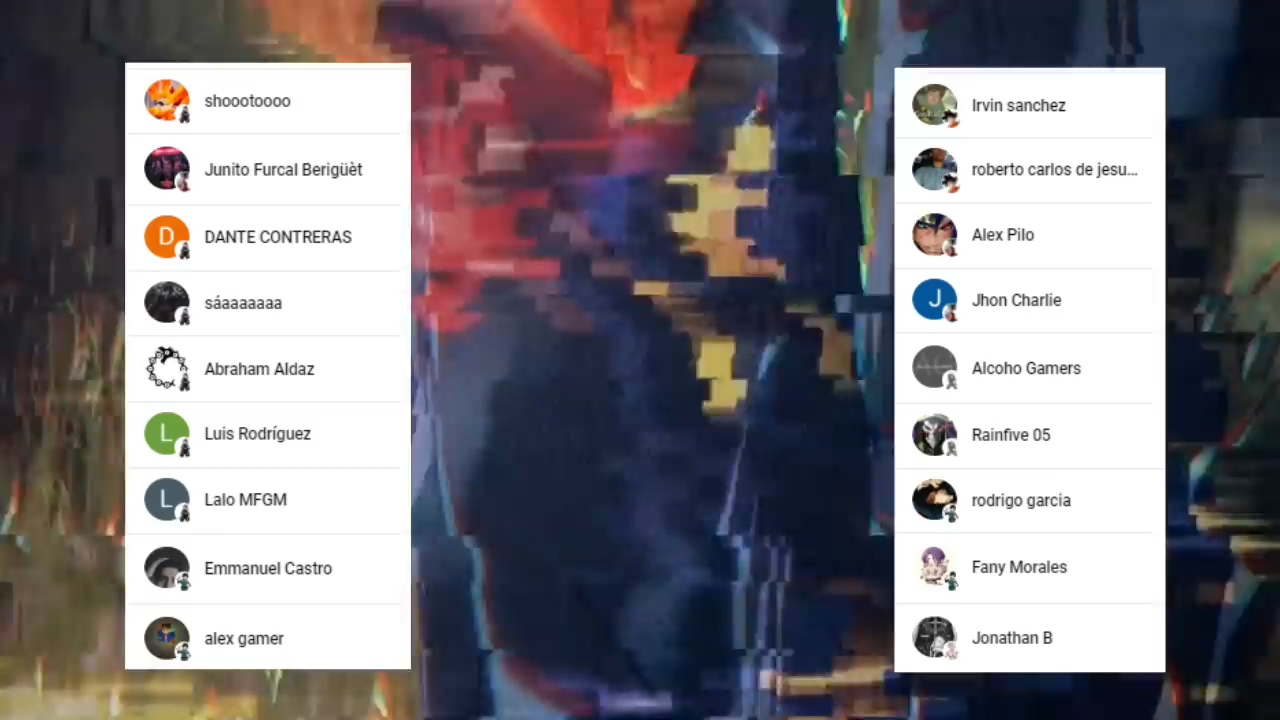 shoootoooo
Junito Furcal Berigüèt
D
DANTE CONTRERAS
sáaaaaaaa
Abraham Aldaz
L
Luis Rodríguez
L
Lalo MFGM
Emmanuel Castro
alex gamer
Irvin sanchez
roberto carlos de jesu...
Alex Pilo
J
Jhon Charlie
Alcoho Gamers
Rainfive 05
rodrigo garcia
Fany Morales
Jonathan B